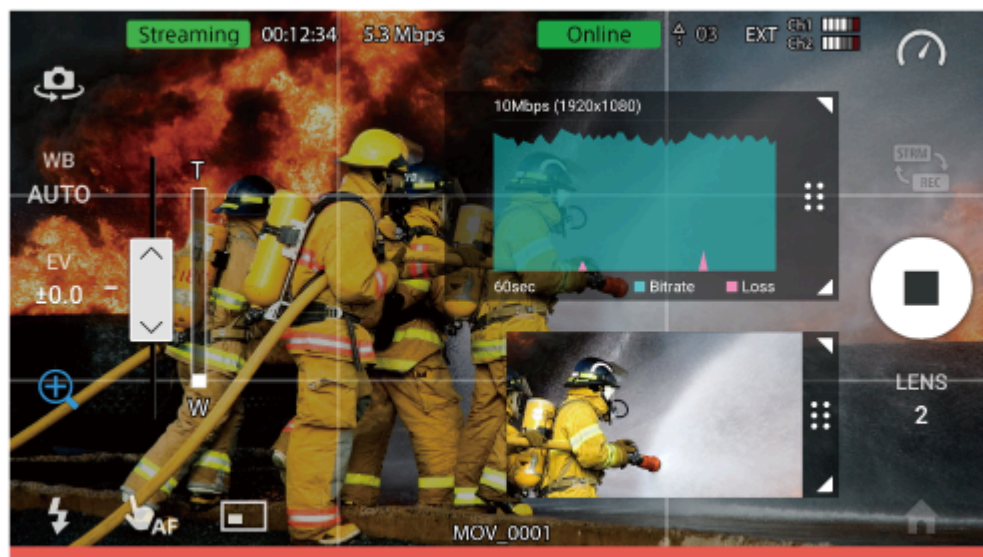 Streaming 00:12:34 5.3 Mbps Online 03 EXT Ch1
Ch2
10Mbps (1920x1080)
WB
AUTO
T
STRM
REC
EV
±0.0
60sec Bitrate Loss
W
LENS
2
AF
MOV_0001